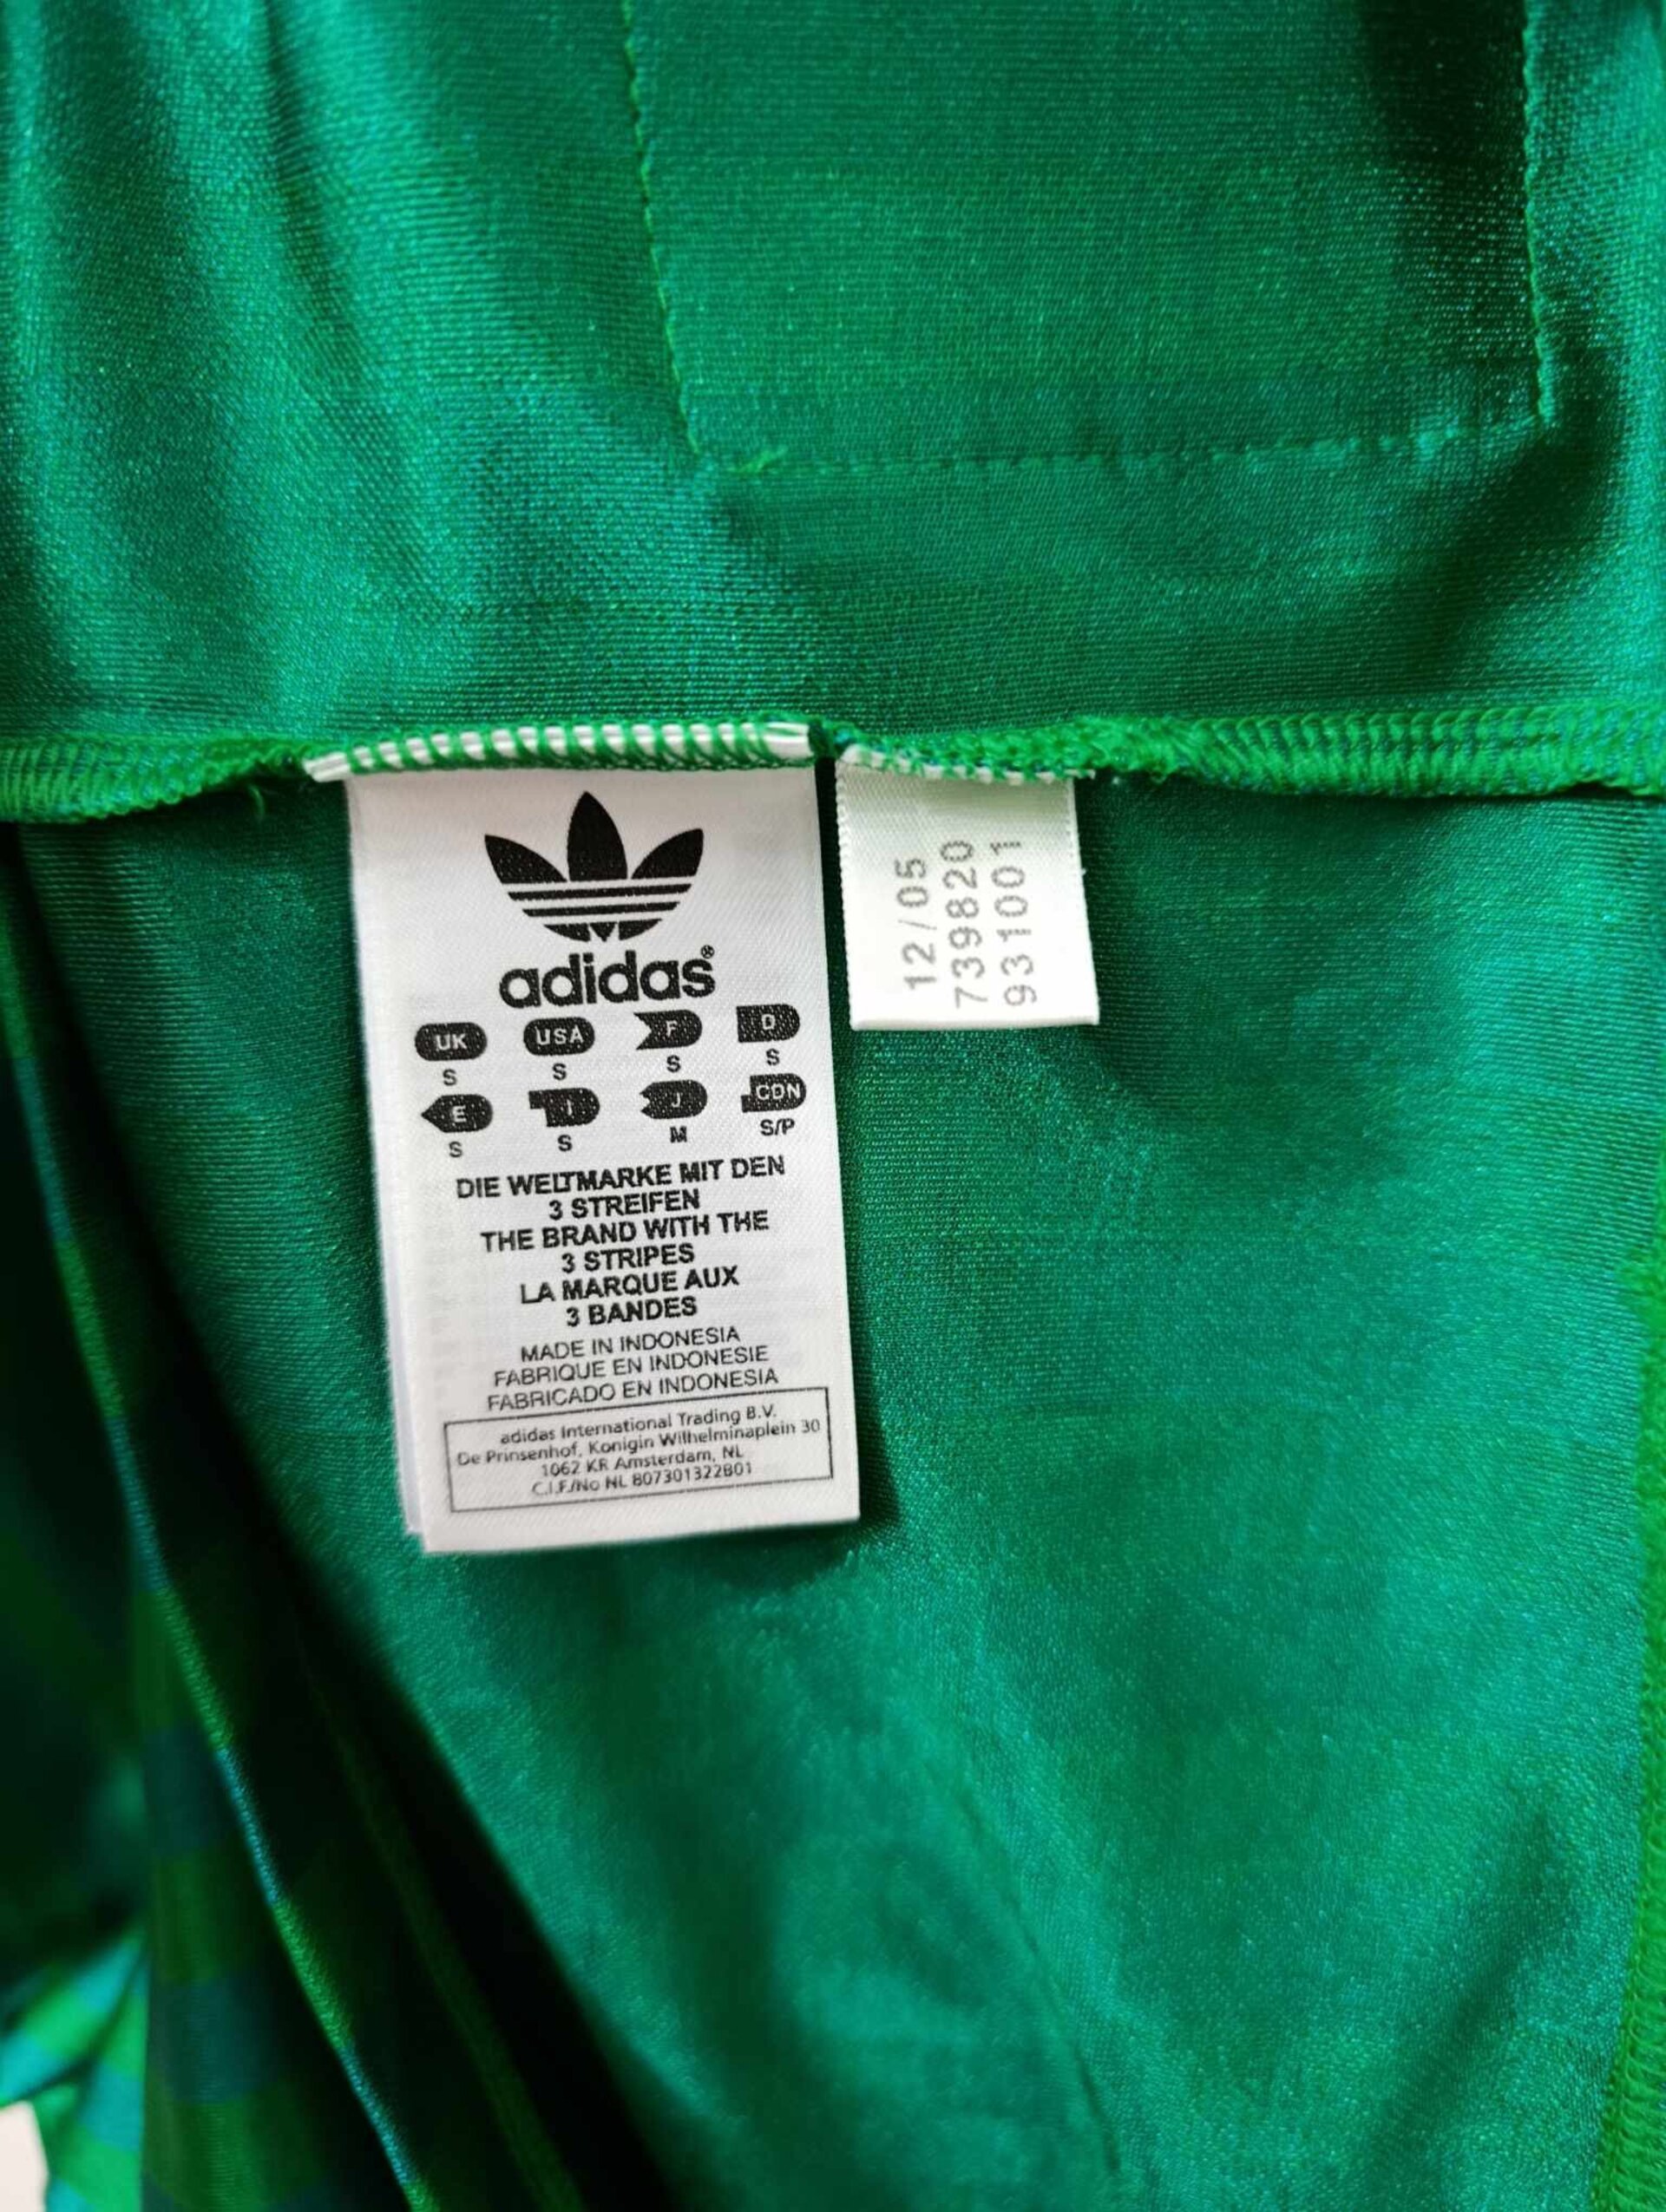 adidas®
UK USA F D
S S S S
E I J CDN
S S M S/P
DIE WELTMARKE MIT DEN
3 STREIFEN
THE BRAND WITH THE
3 STRIPES
LA MARQUE AUX
3 BANDES
MADE IN INDONESIA
FABRIQUE EN INDONESIE
FABRICADO EN INDONESIA
adidas International Trading B.V.
De Prinsenhof, Konigin Wilhelminaplein 30
1062 KR Amsterdam, NL
C.I.F./No NL 807301322B01
12/05
739820
931001